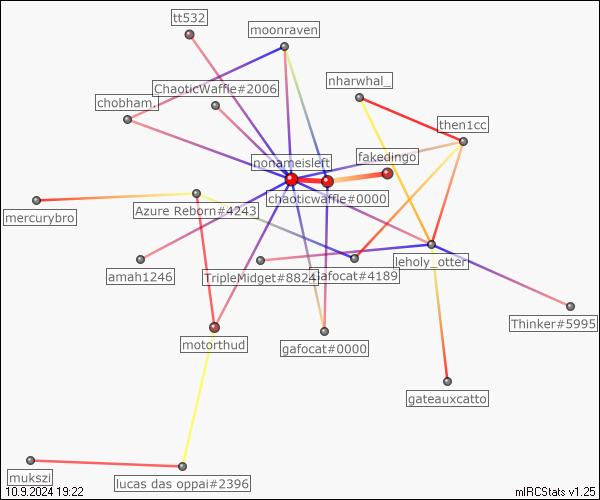 tt532
moonraven
nharwhal_
ChaoticWaffle#2006
chobham,
then1cc
fakedingo
nonameisleft
chaoticwaffle#0000
mercurybro
Azure Reborn#4243
leholy_otter
amah1246
TripleMidget#8824
iafocat#4189
Thinker#5995
motorthud
gafocat#0000
gateauxcatto
mukszi
lucas das oppai#2396
10.9.2024 19:22
mIRCStats v1.25